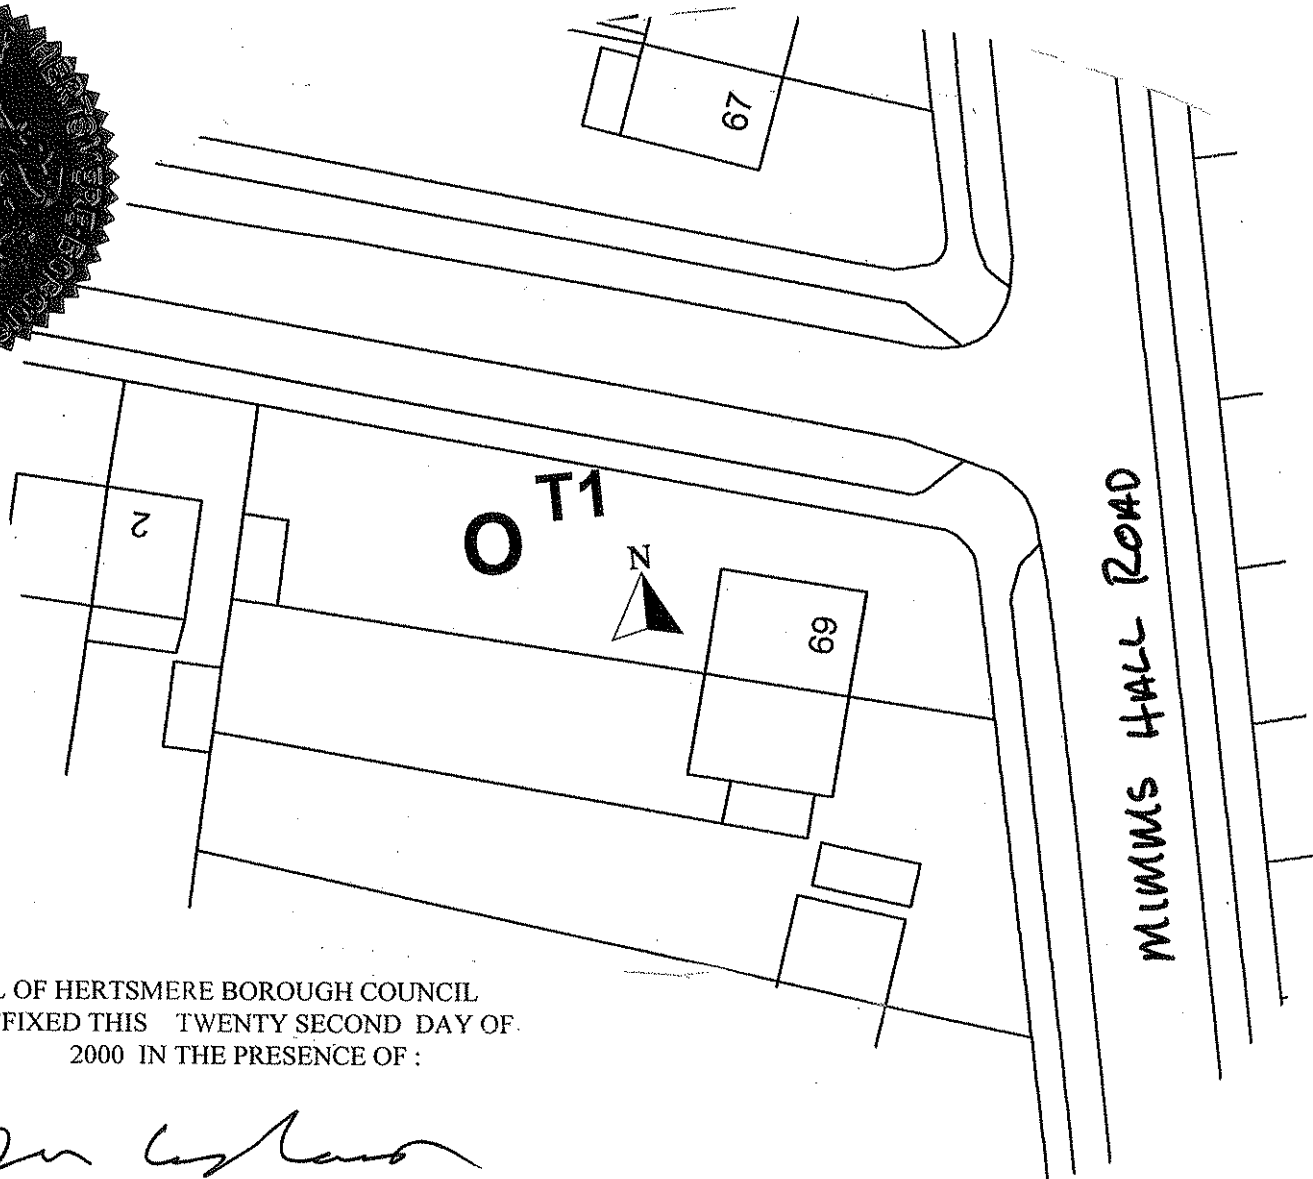 67
2
T1
N
69
MIMMS HALL ROAD
OF HERTSMERE BOROUGH COUNCIL
FIXED THIS TWENTY SECOND DAY OF
2000 IN THE PRESENCE OF :